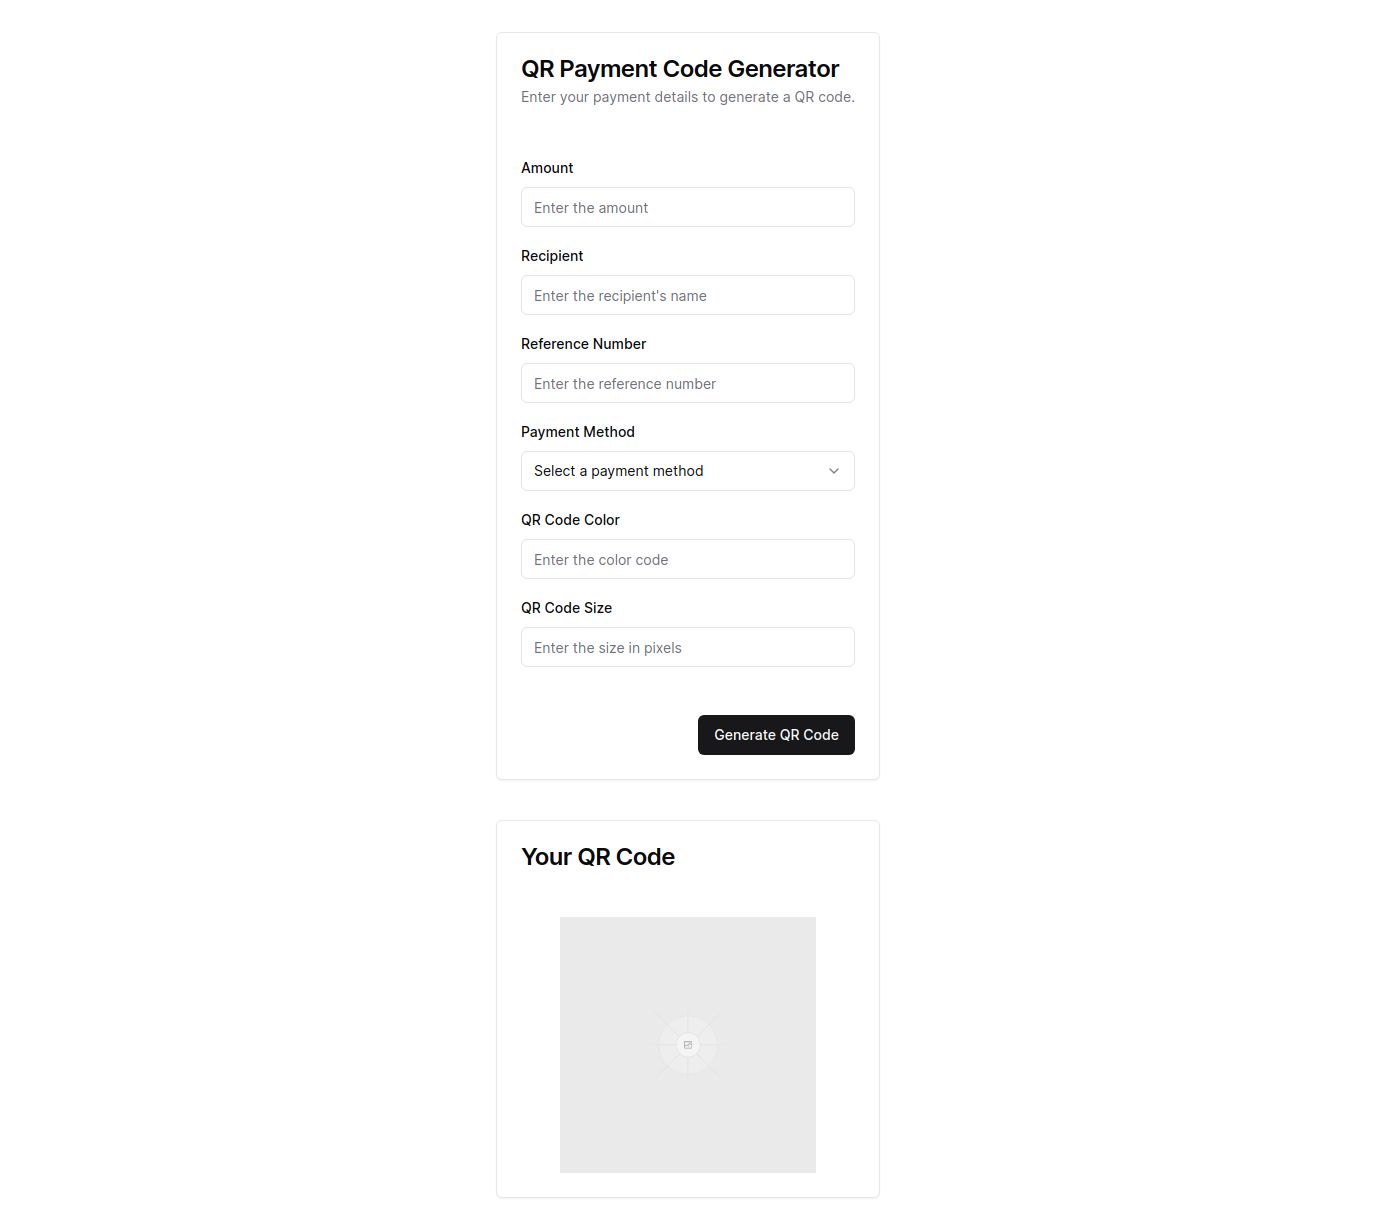 QR Payment Code Generator
Enter your payment details to generate a QR code.
Amount
Enter the amount
Recipient
Enter the recipient's name
Reference Number
Enter the reference number
Payment Method
Select a payment method
QR Code Color
Enter the color code
QR Code Size
Enter the size in pixels
Generate QR Code
Your QR Code